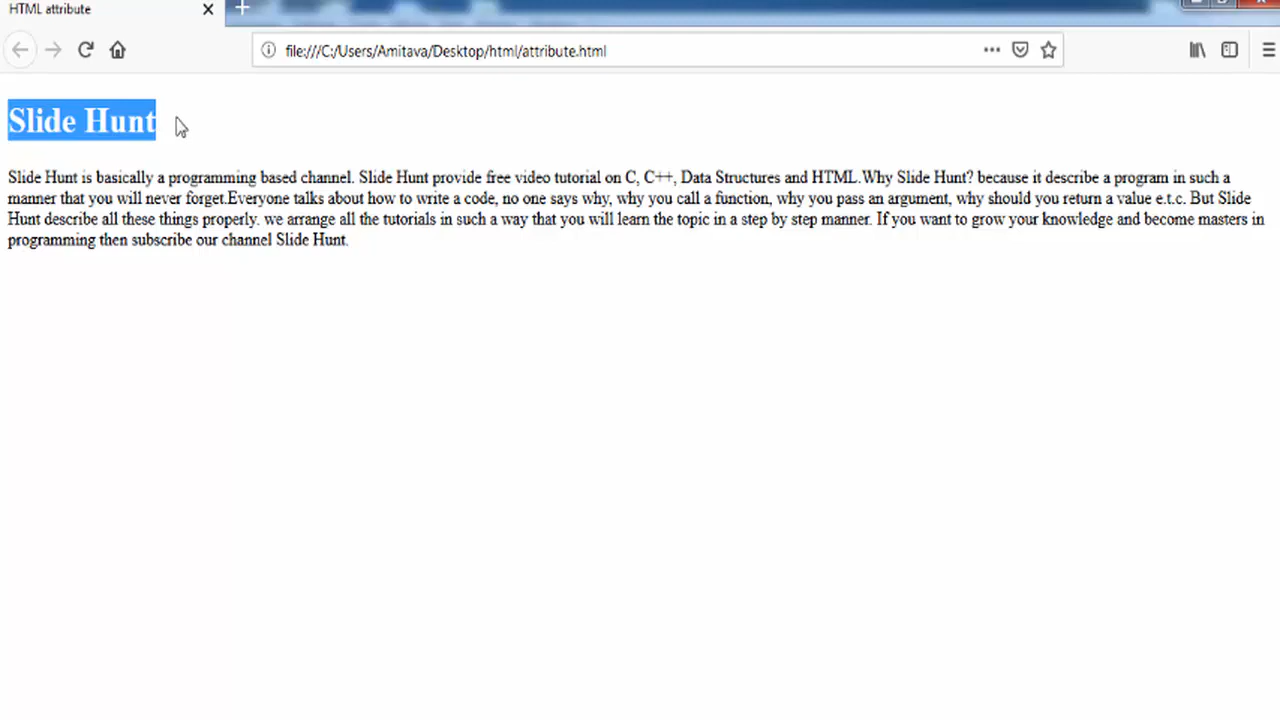 HTML attribute
file:///C:/Users/Amitava/Desktop/html/attribute.html
Slide Hunt
Slide Hunt is basically a programming based channel. Slide Hunt provide free video tutorial on C, C++, Data Structures and HTML.Why Slide Hunt? because it describe a program in such a
manner that you will never forget.Everyone talks about how to write a code, no one says why, why you call a function, why you pass an argument, why should you return a value e.t.c. But Slide
Hunt describe all these things properly. we arrange all the tutorials in such a way that you will learn the topic in a step by step manner. If you want to grow your knowledge and become masters in
programming then subscribe our channel Slide Hunt.